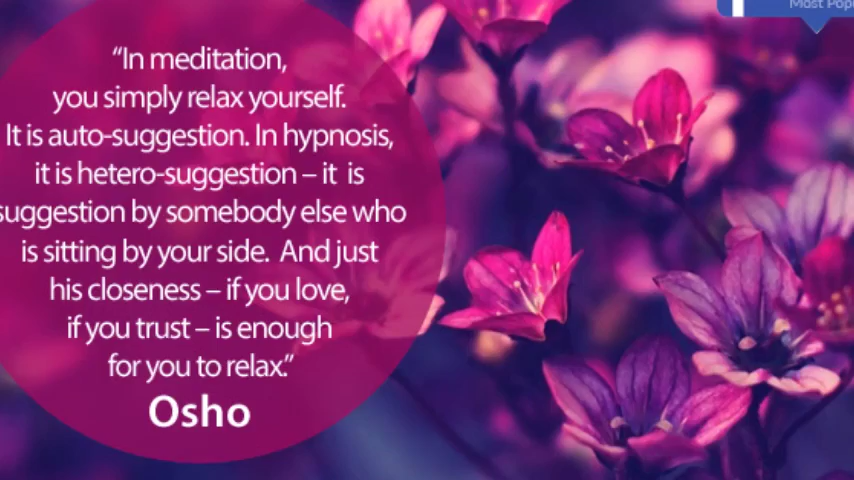 “In meditation,
you simply relax yourself.
It is auto-suggestion. In hypnosis,
it is hetero-suggestion – it is
suggestion by somebody else who
is sitting by your side. And just
his closeness – if you love,
if you trust – is enough
for you to relax.”
Osho
Most